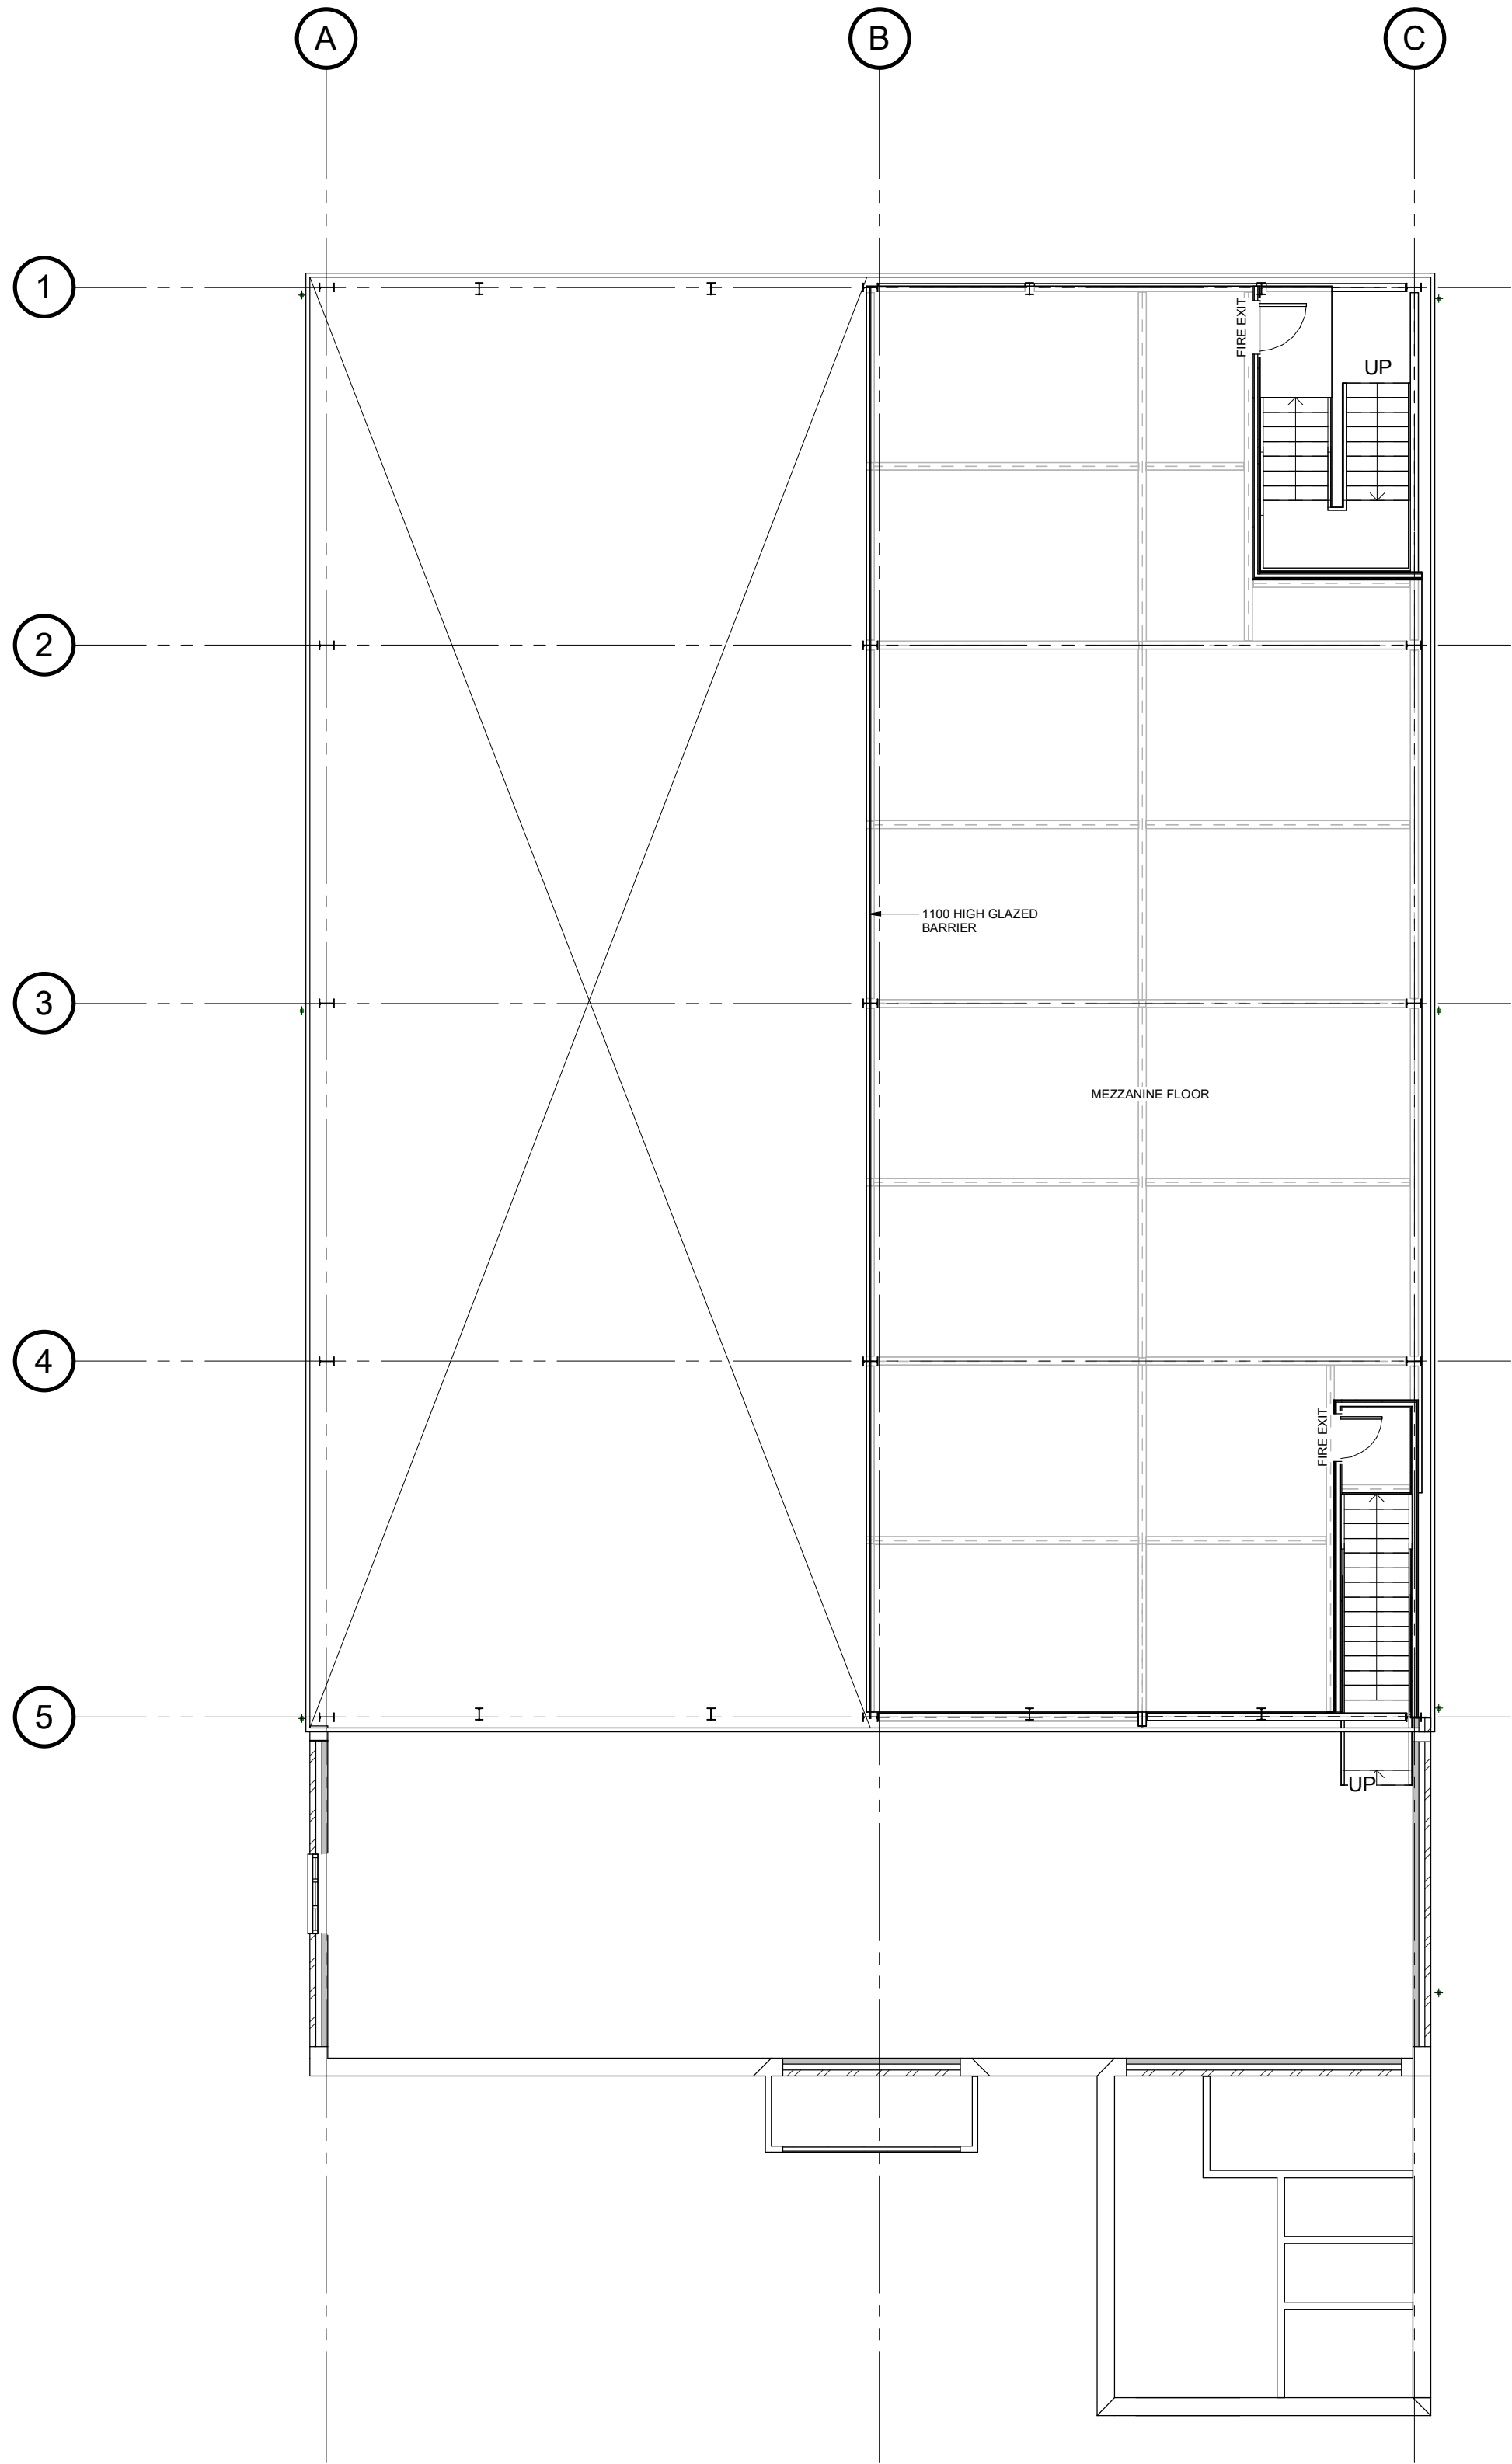 A
B
C
1
FIRE EXIT
UP
2
1100 HIGH GLAZED
BARRIER
3
MEZZANINE FLOOR
4
FIRE EXIT
5
UP